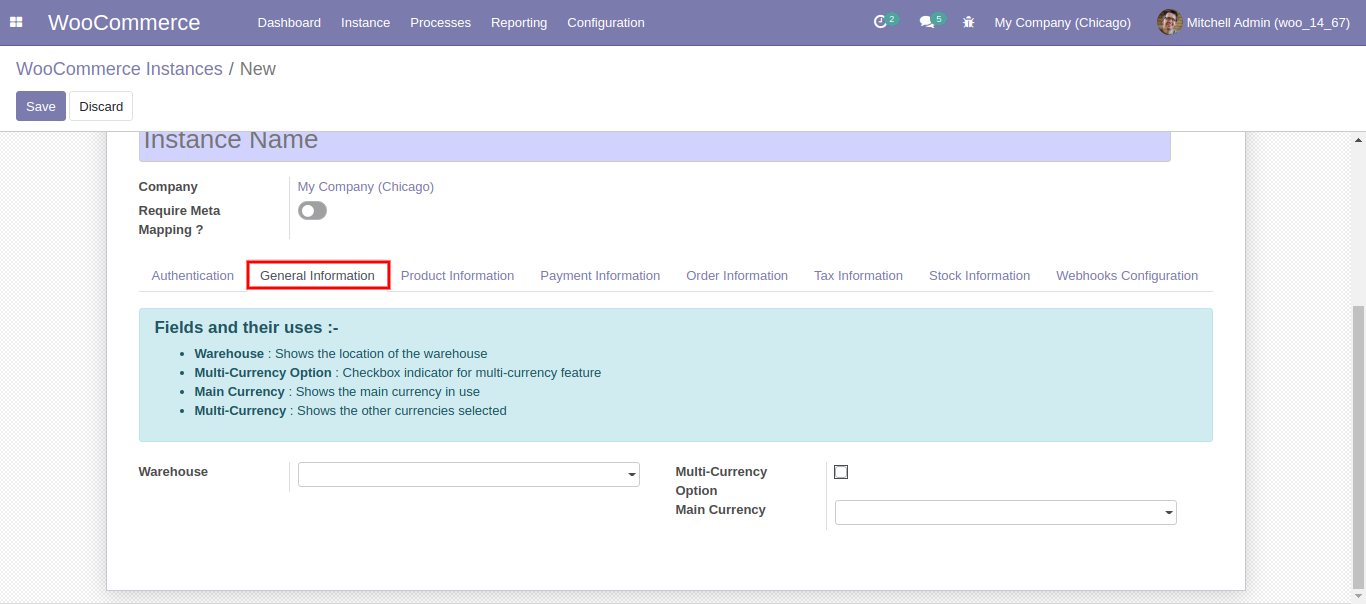 WooCommerce Dashboard Instance Processes Reporting Configuration 2 5 My Company (Chicago) Mitchell Admin (woo_14_67)
WooCommerce Instances / New
Save Discard
Instance Name
Company My Company (Chicago)
Require Meta
Mapping ?
Authentication General Information Product Information Payment Information Order Information Tax Information Stock Information Webhooks Configuration
Fields and their uses :-
• Warehouse : Shows the location of the warehouse
• Multi-Currency Option : Checkbox indicator for multi-currency feature
• Main Currency : Shows the main currency in use
• Multi-Currency : Shows the other currencies selected
Warehouse Multi-Currency
Option
Main Currency